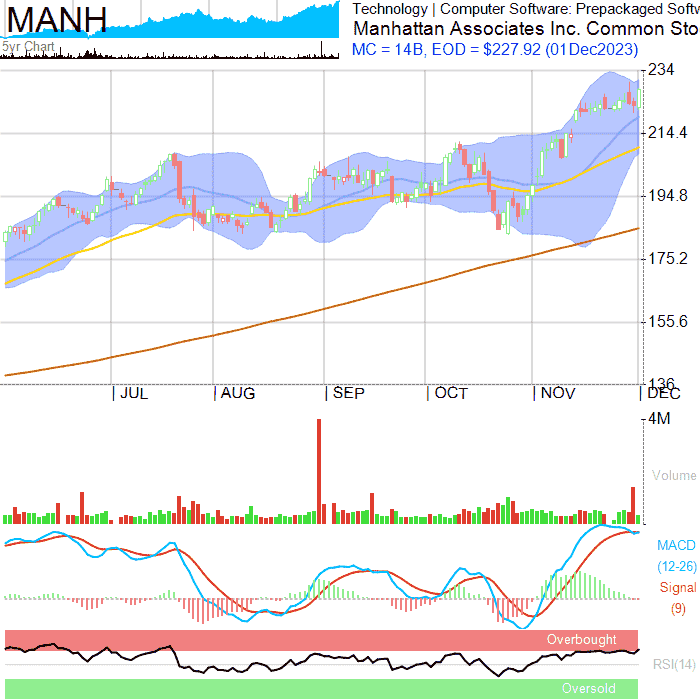 MANH
5yr Chart
Technology | Computer Software: Prepackaged Softw
Manhattan Associates Inc. Common Sto
MC = 14B, EOD = $227.92 (01Dec2023)
234
214.4
194.8
175.2
155.6
136
JUL
AUG
SEP
OCT
NOV
DEC
4M
Volume
MACD
(12-26)
Signal
(9)
Overbought
RSI(14)
Oversold